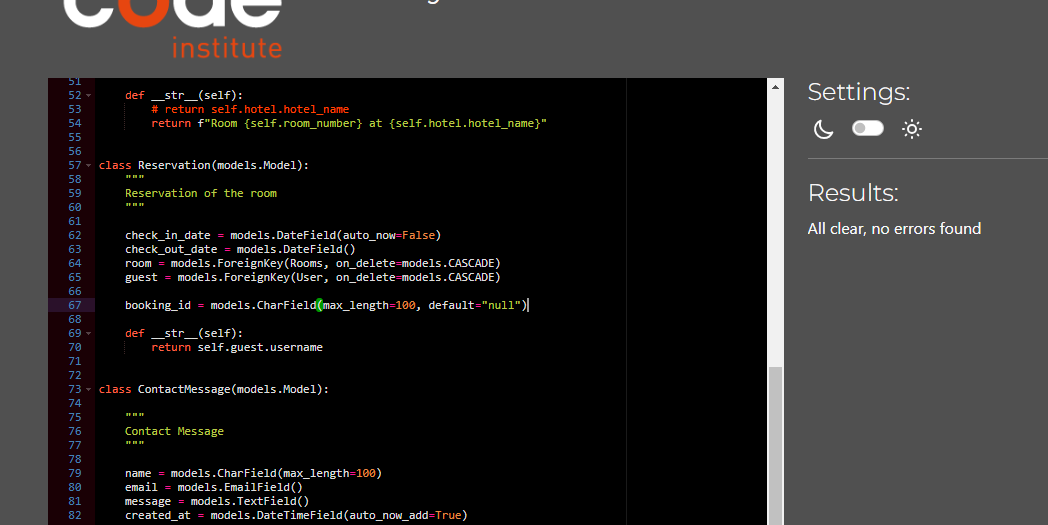 code
institute
51
52 def __str__(self):
53 # return self.hotel.hotel_name
54 return f"Room {self.room_number} at {self.hotel.hotel_name}"
55
56
57 class Reservation(models.Model):
58 """
59 Reservation of the room
60 """
61
62 check_in_date = models.DateField(auto_now=False)
63 check_out_date = models.DateField()
64 room = models.ForeignKey(Rooms, on_delete=models.CASCADE)
65 guest = models.ForeignKey(User, on_delete=models.CASCADE)
66
67 booking_id = models.CharField(max_length=100, default="null")
68
69 def __str__(self):
70 return self.guest.username
71
72
73 class ContactMessage(models.Model):
74
75 """
76 Contact Message
77 """
78
79 name = models.CharField(max_length=100)
80 email = models.EmailField()
81 message = models.TextField()
82 created_at = models.DateTimeField(auto_now_add=True)
Settings:
Results:
All clear, no errors found